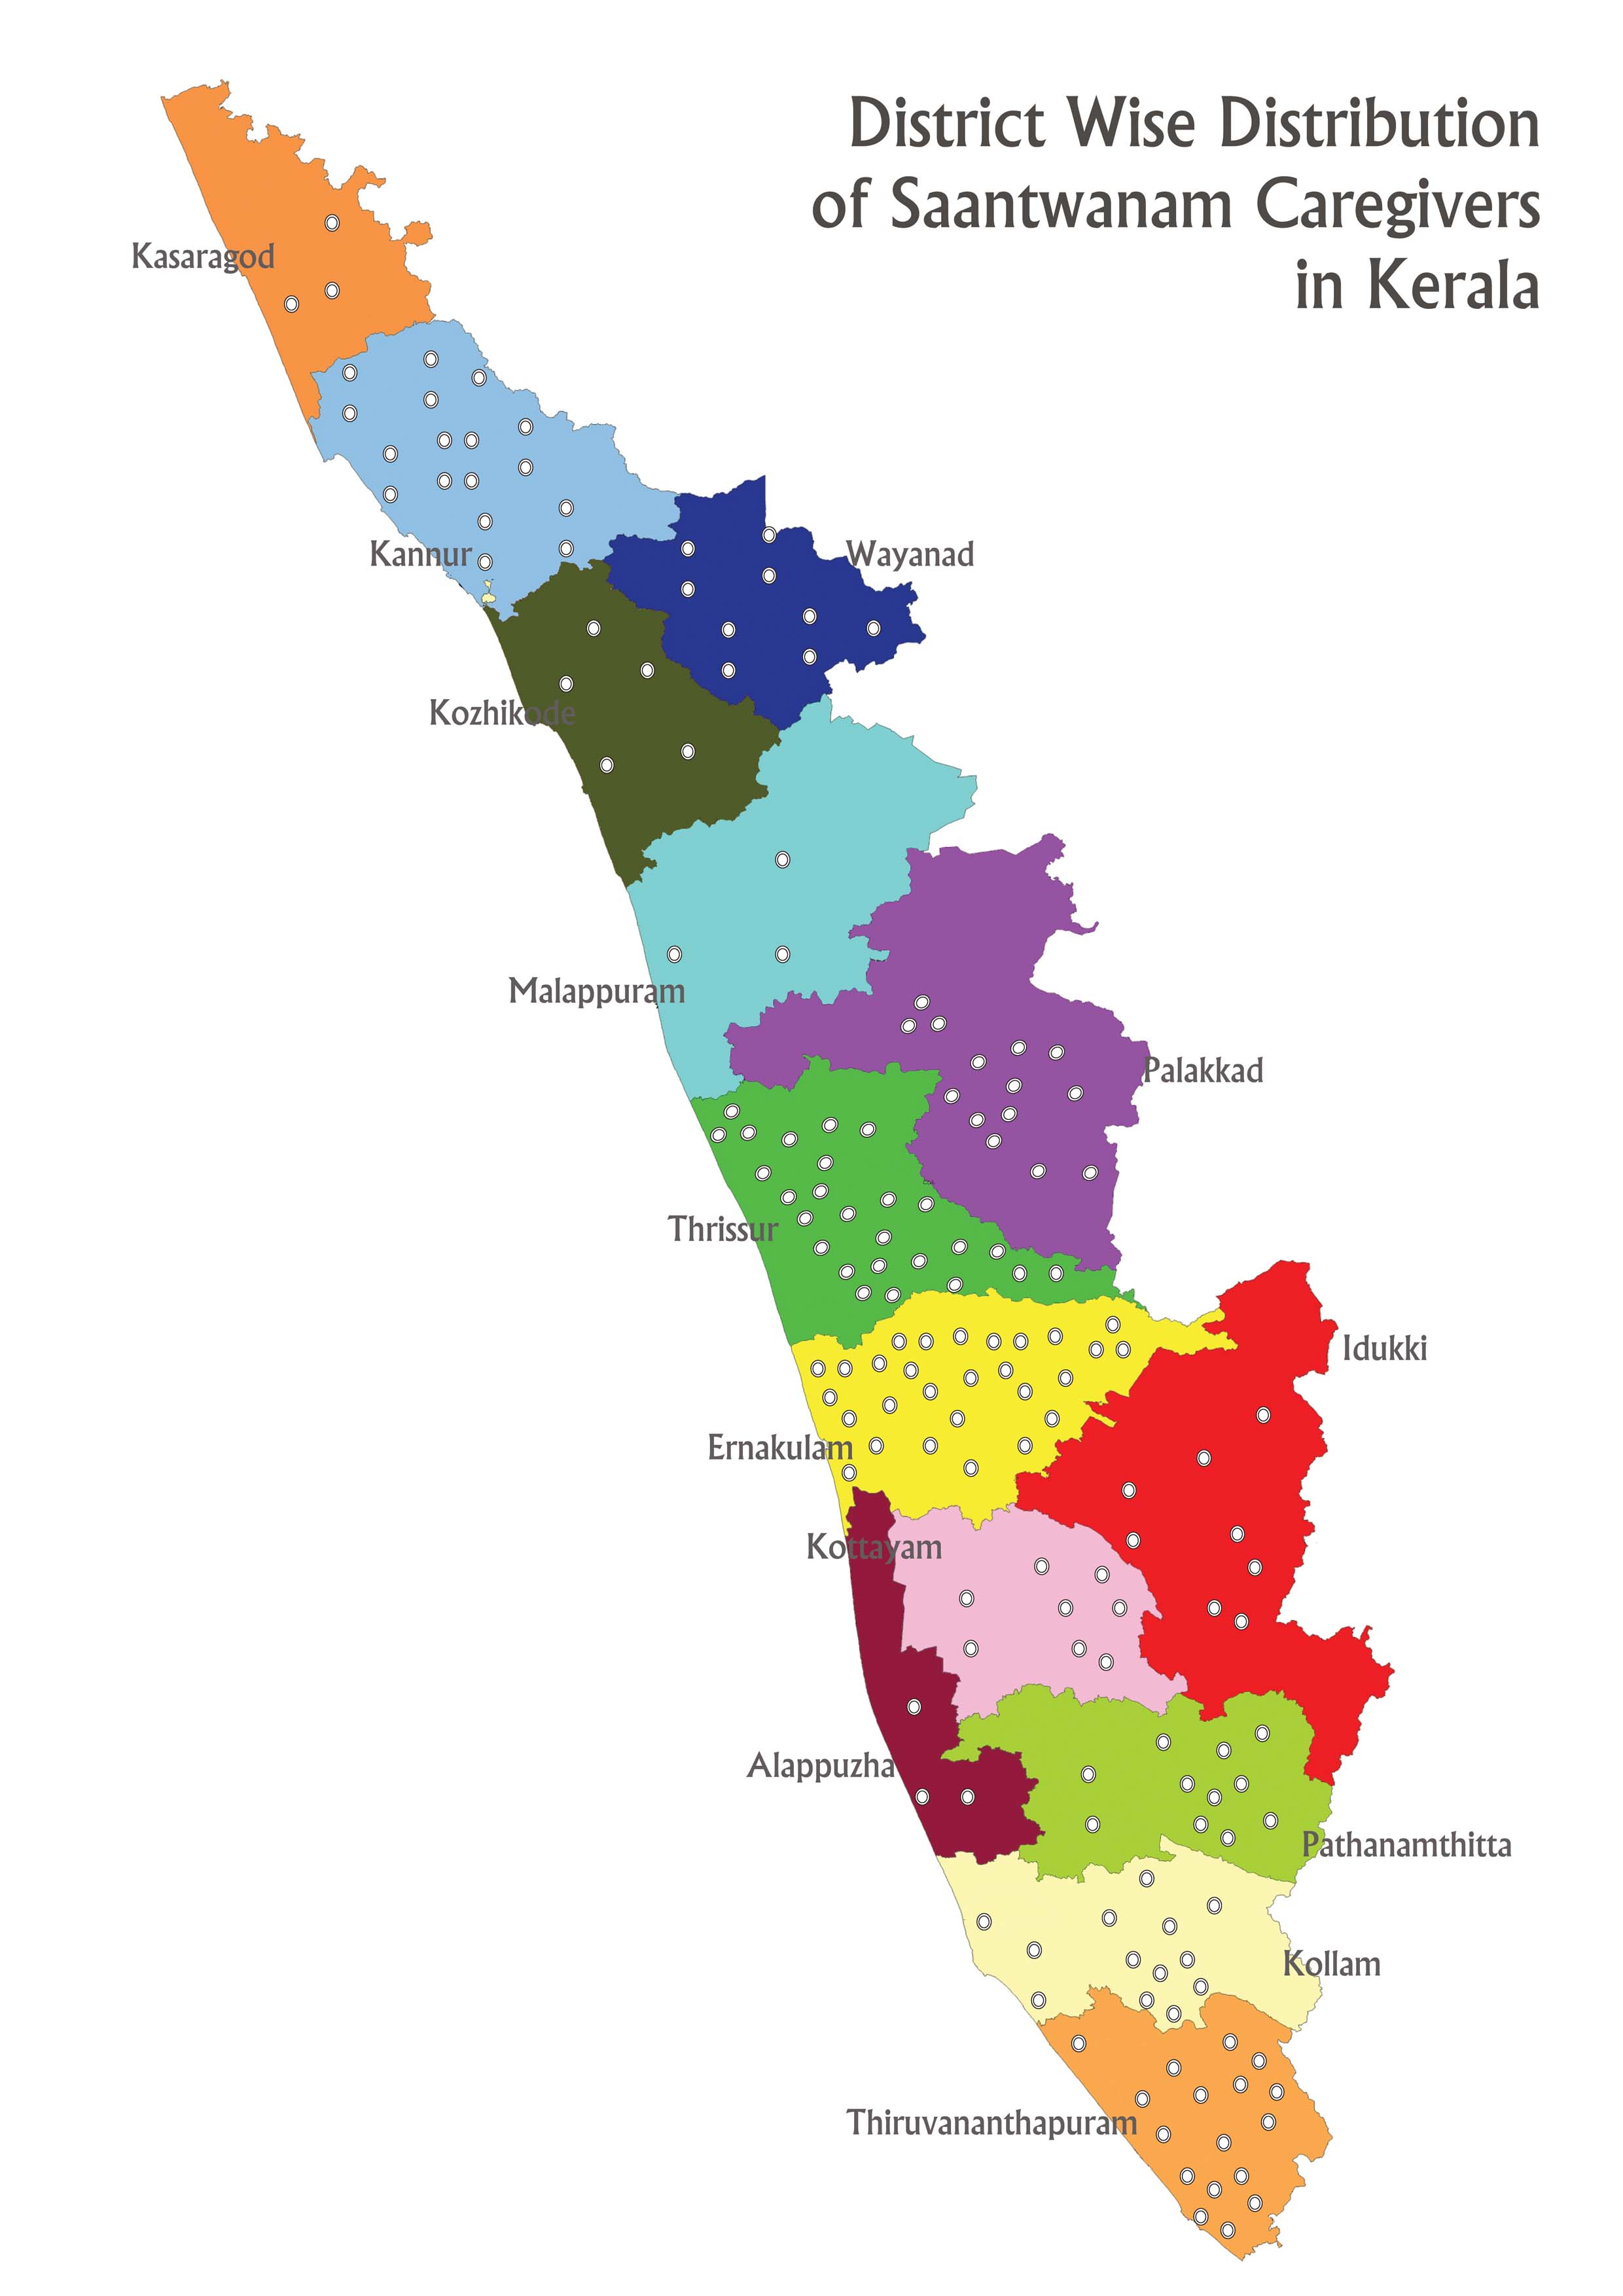 District Wise Distribution
of Saantwanam Caregivers
in Kerala
Kasaragod
Kannur
Wayanad
Kozhikode
Malappuram
Palakkad
Thrissur
Idukki
Ernakulam
Kottayam
Alappuzha
Pathanamthitta
Kollam
Thiruvananthapuram